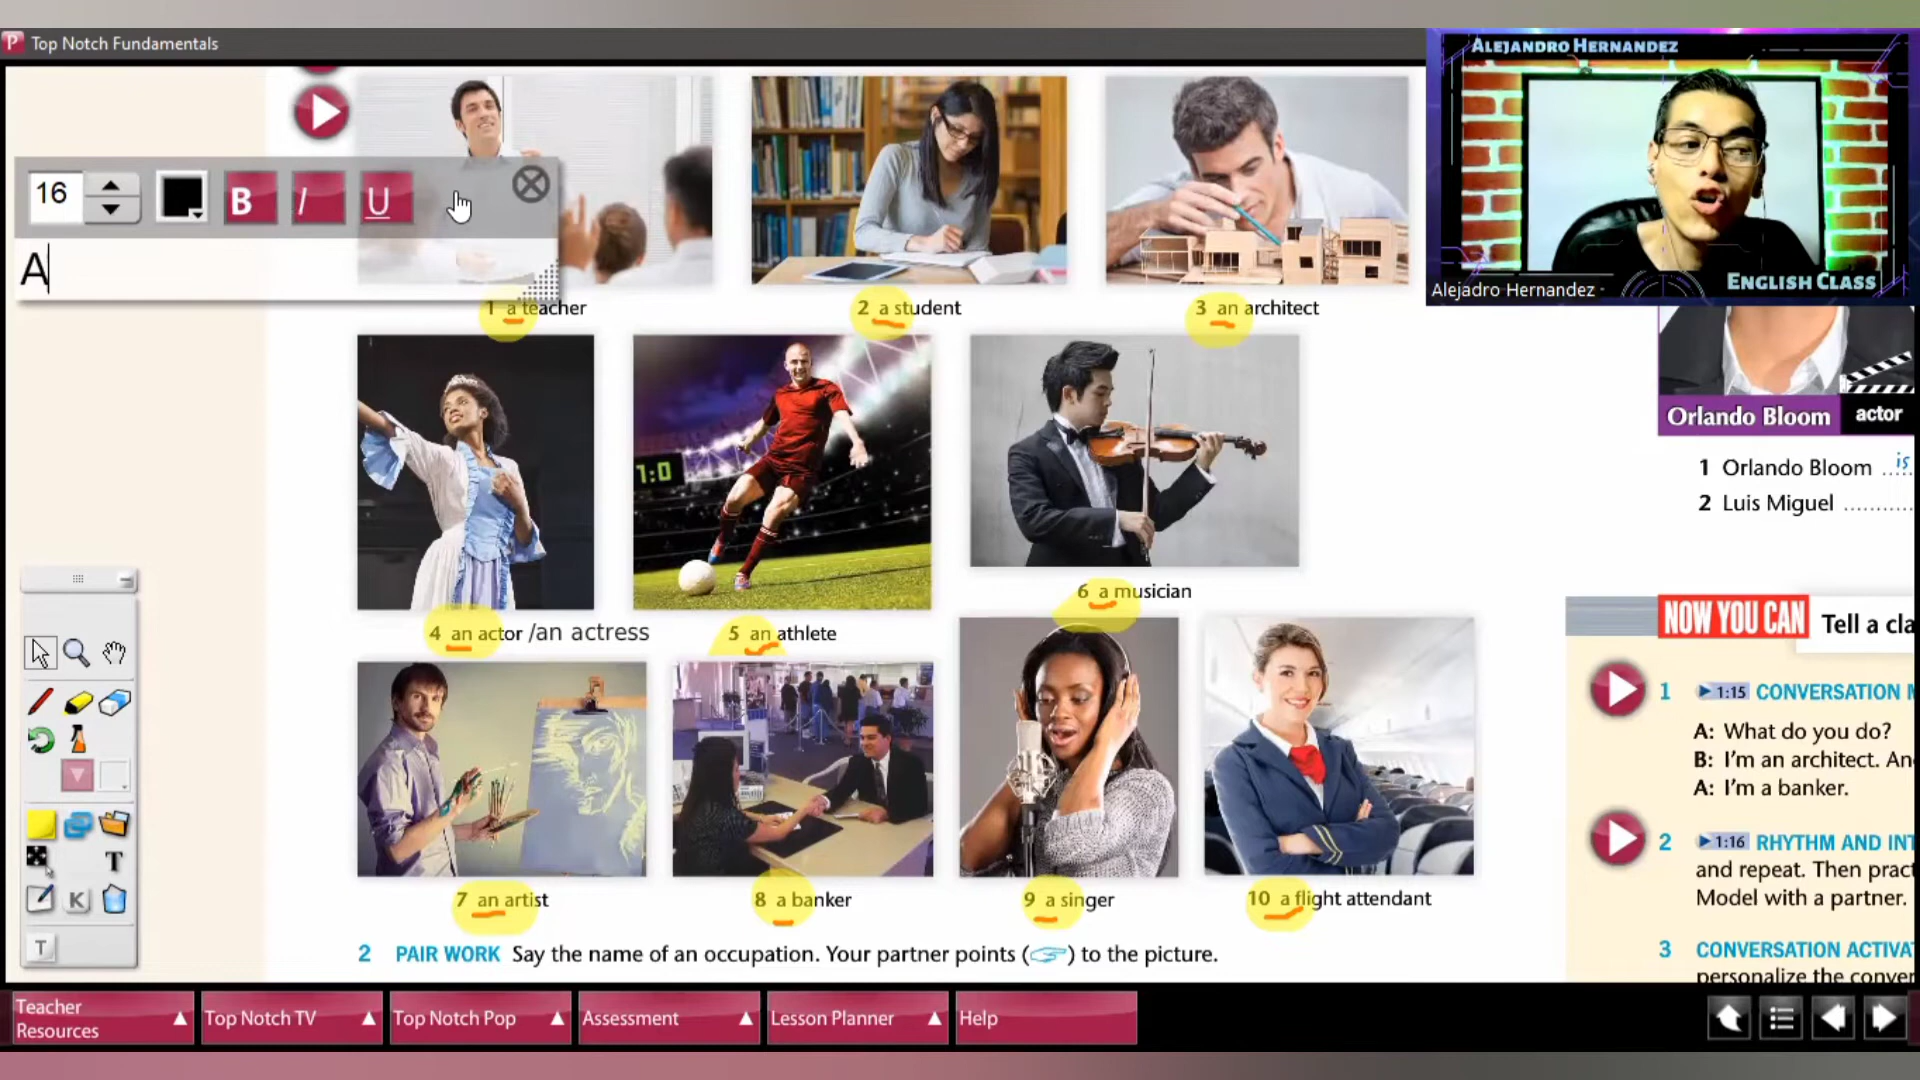 Top Notch Fundamentals
ALEJANDRO HERNANDEZ
ENGLISH CLASS
Alejadro Hernandez
16
B I U
A
1 a teacher
2 a student
3 an architect
1:0
4 an actor /an actress
5 an athlete
6 a musician
7 an artist
8 a banker
9 a singer
10 a flight attendant
2 PAIR WORK Say the name of an occupation. Your partner points ( ) to the picture.
Orlando Bloom actor
1 Orlando Bloom is
2 Luis Miguel
NOW YOU CAN Tell a cla
1 1:15 CONVERSATION M
A: What do you do?
B: I'm an architect. An
A: I'm a banker.
2 1:16 RHYTHM AND INT
and repeat. Then pract
Model with a partner.
3 CONVERSATION ACTIVA
personalize the conver
T
K
T
Teacher Resources
Top Notch TV
Top Notch Pop
Assessment
Lesson Planner
Help